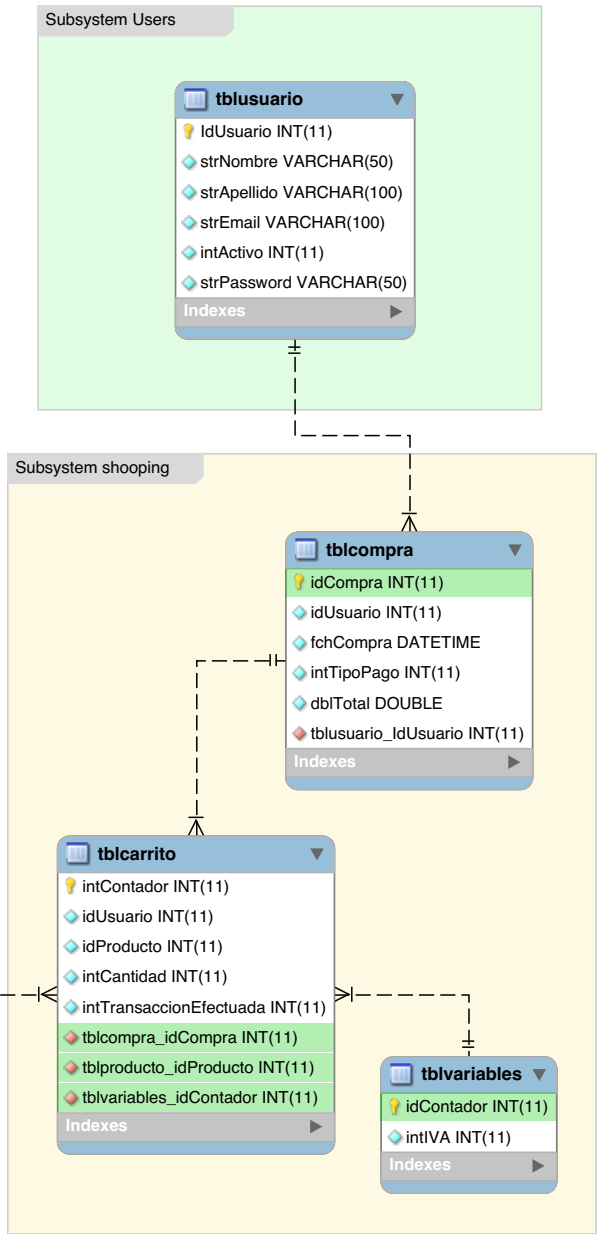 Subsystem Users
tblusuario
IdUsuario INT(11)
strNombre VARCHAR(50)
strApellido VARCHAR(100)
strEmail VARCHAR(100)
intActivo INT(11)
strPassword VARCHAR(50)
Indexes
Subsystem shooping
tblcompra
idCompra INT(11)
idUsuario INT(11)
fchCompra DATETIME
intTipoPago INT(11)
dblTotal DOUBLE
tblusuario_IdUsuario INT(11)
Indexes
tblcarrito
intContador INT(11)
idUsuario INT(11)
idProducto INT(11)
intCantidad INT(11)
intTransaccionEfectuada INT(11)
tblcompra_idCompra INT(11)
tblproducto_idProducto INT(11)
tblvariables_idContador INT(11)
Indexes
tblvariables
idContador INT(11)
intIVA INT(11)
Indexes